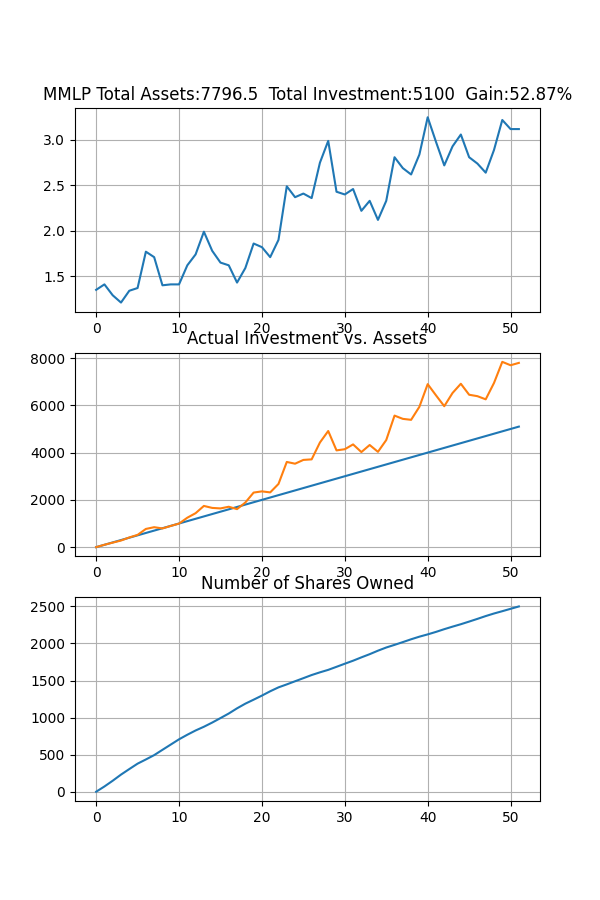 MMLP Total Assets:7796.5  Total Investment:5100  Gain:52.87%
3.0
2.5
2.0
1.5
0 10 20 30 40 50
Actual Investment vs. Assets
8000
6000
4000
2000
0
0 10 20 30 40 50
Number of Shares Owned
2500
2000
1500
1000
500
0
0 10 20 30 40 50